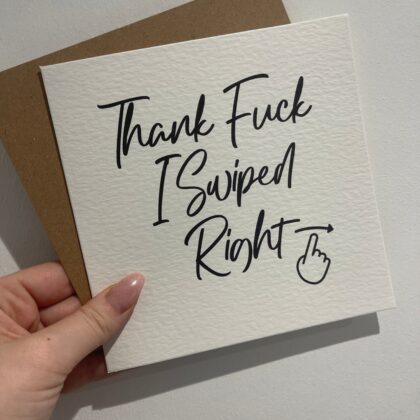 Thank Fuck
I Swiped
Right